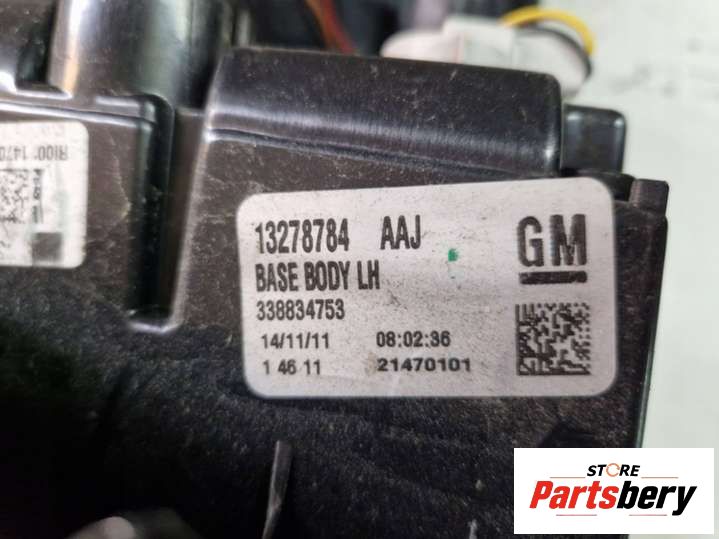 13278784 AAJ GM
BASE BODY LH
338834753
14/11/11 08:02:36
1 46 11 21470101
STORE
Partsbery